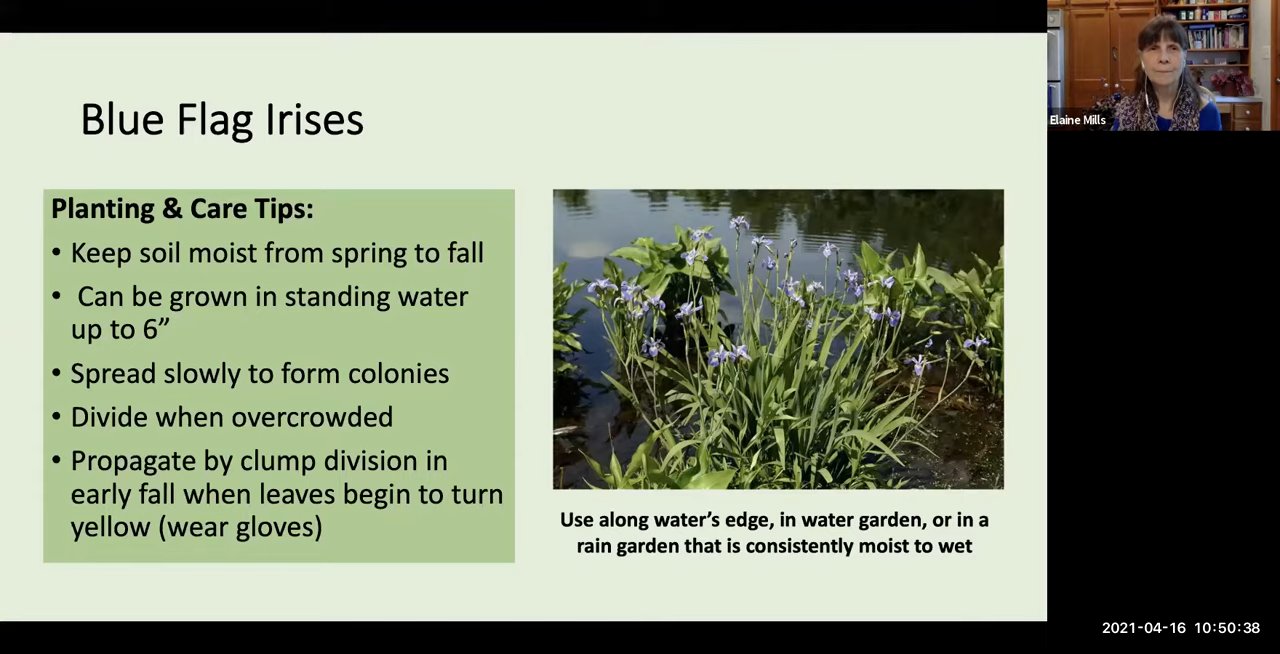 Blue Flag Irises
Planting & Care Tips:
• Keep soil moist from spring to fall
• Can be grown in standing water
up to 6”
• Spread slowly to form colonies
• Divide when overcrowded
• Propagate by clump division in
early fall when leaves begin to turn
yellow (wear gloves)
Use along water’s edge, in water garden, or in a
rain garden that is consistently moist to wet
Elaine Mills
2021-04-16 10:50:38